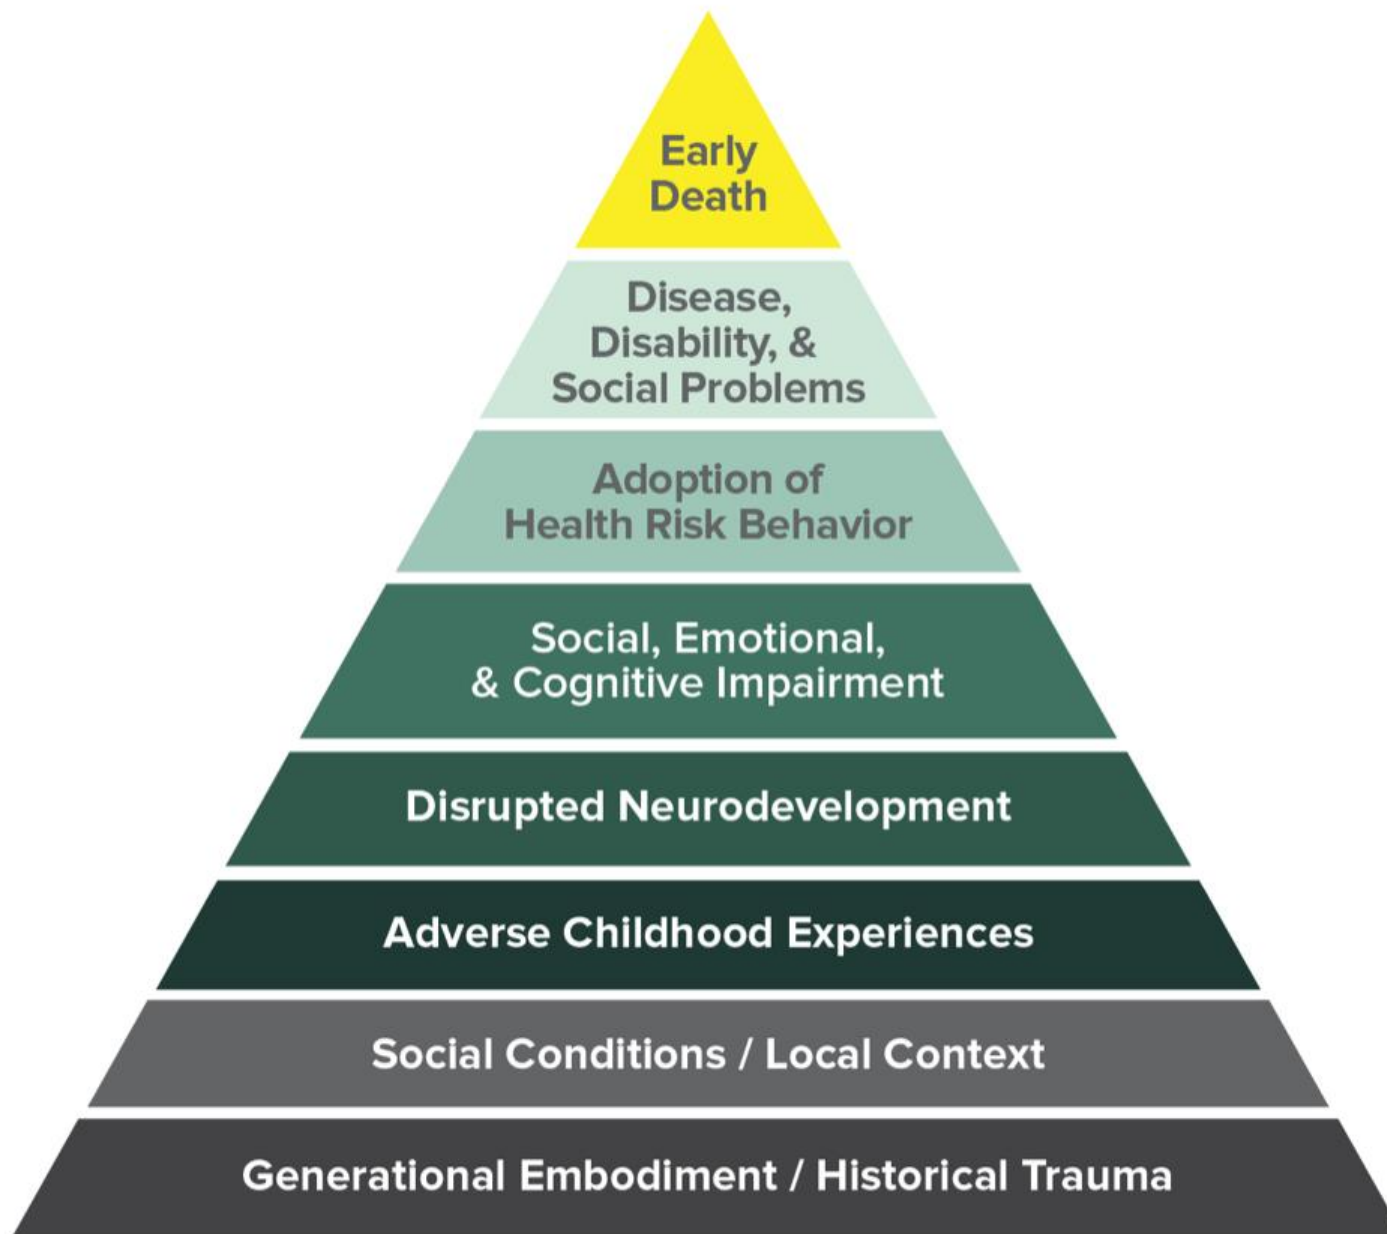 Early
Death
Disease,
Disability, &
Social Problems
Adoption of
Health Risk Behavior
Social, Emotional,
& Cognitive Impairment
Disrupted Neurodevelopment
Adverse Childhood Experiences
Social Conditions / Local Context
Generational Embodiment / Historical Trauma